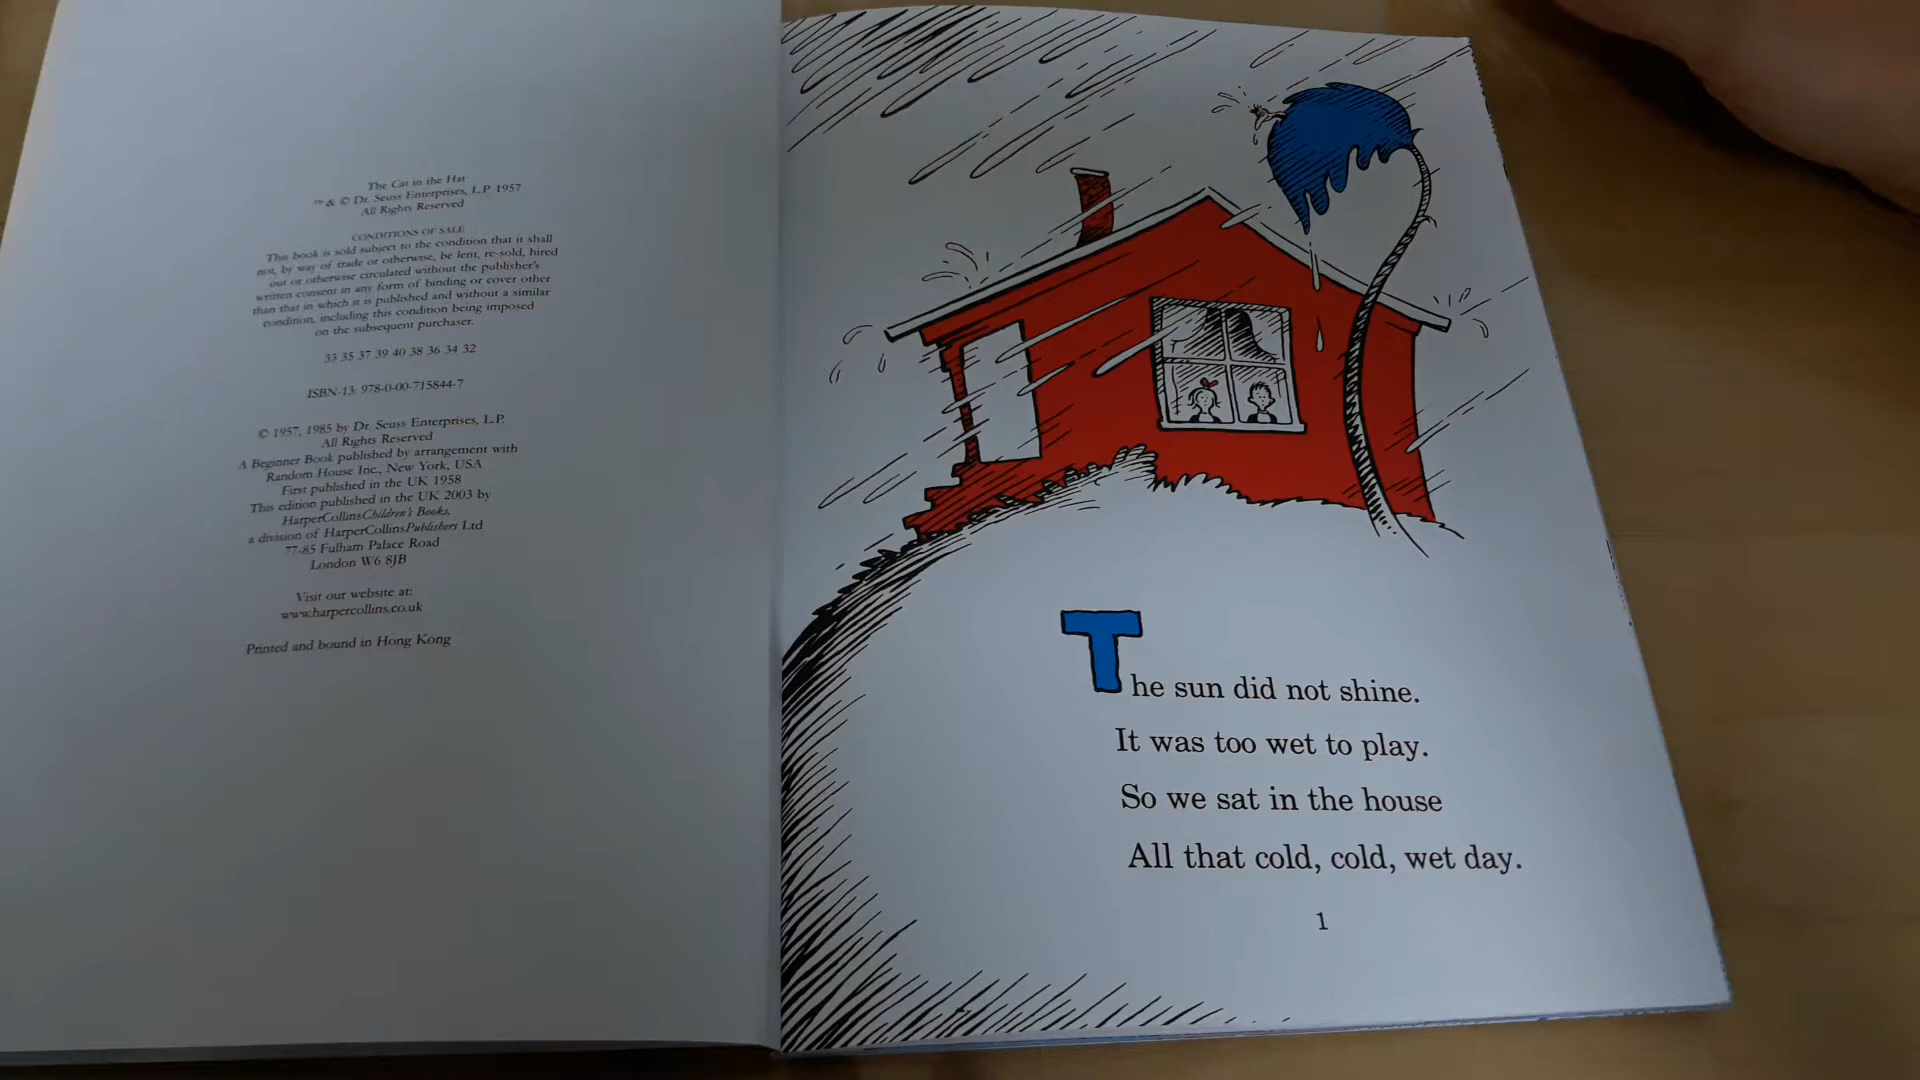 The Cat in the Hat
™ & © Dr. Seuss Enterprises, L.P. 1957
All Rights Reserved
CONDITIONS OF SALE
This book is sold subject to the condition that it shall
not, by way of trade or otherwise, be lent, re-sold, hired
out or otherwise circulated without the publisher's
written consent in any form of binding or cover other
than that in which it is published and without a similar
condition, including this condition being imposed
on the subsequent purchaser.
33 35 37 39 40 38 36 34 32
ISBN-13: 978-0-00-715844-7
© 1957, 1985 by Dr. Seuss Enterprises, L.P.
All Rights Reserved
A Beginner Book published by arrangement with
Random House Inc., New York, USA
First published in the UK 1958
This edition published in the UK 2003 by
HarperCollins Children's Books,
a division of HarperCollins Publishers Ltd
77-85 Fulham Palace Road
London W6 8JB
Visit our website at:
www.harpercollins.co.uk
Printed and bound in Hong Kong
The sun did not shine.
It was too wet to play.
So we sat in the house
All that cold, cold, wet day.
1